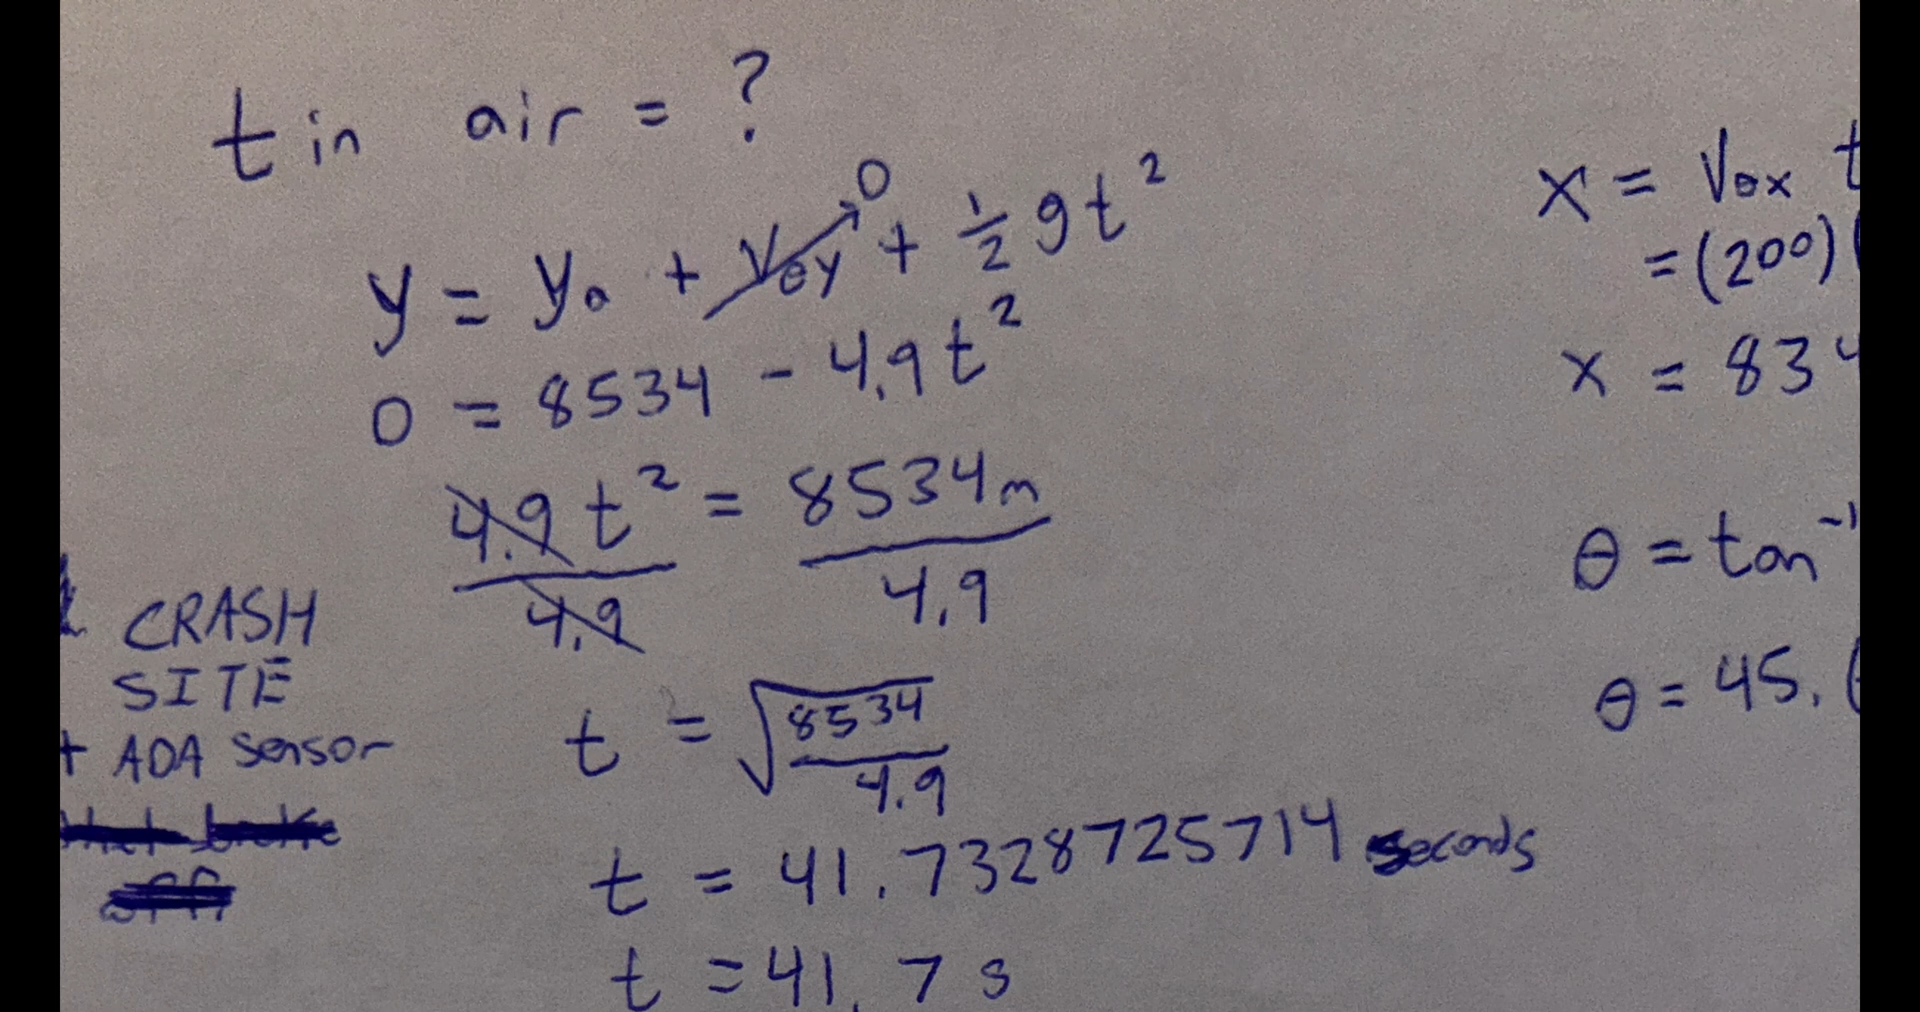 t in air = ?
y = y₀ + V₀y→0 + ½gt²
0 = 8534 - 4.9t²
4.9t² / 4.9 = 8534m / 4.9
t = √(8534 / 4.9)
t = 41.7328725714 seconds
t = 41.7 s
CRASH
SITE
+ ADA sensor
x = V₀x t
= (200)(
x = 834
θ = tan⁻¹
θ = 45.